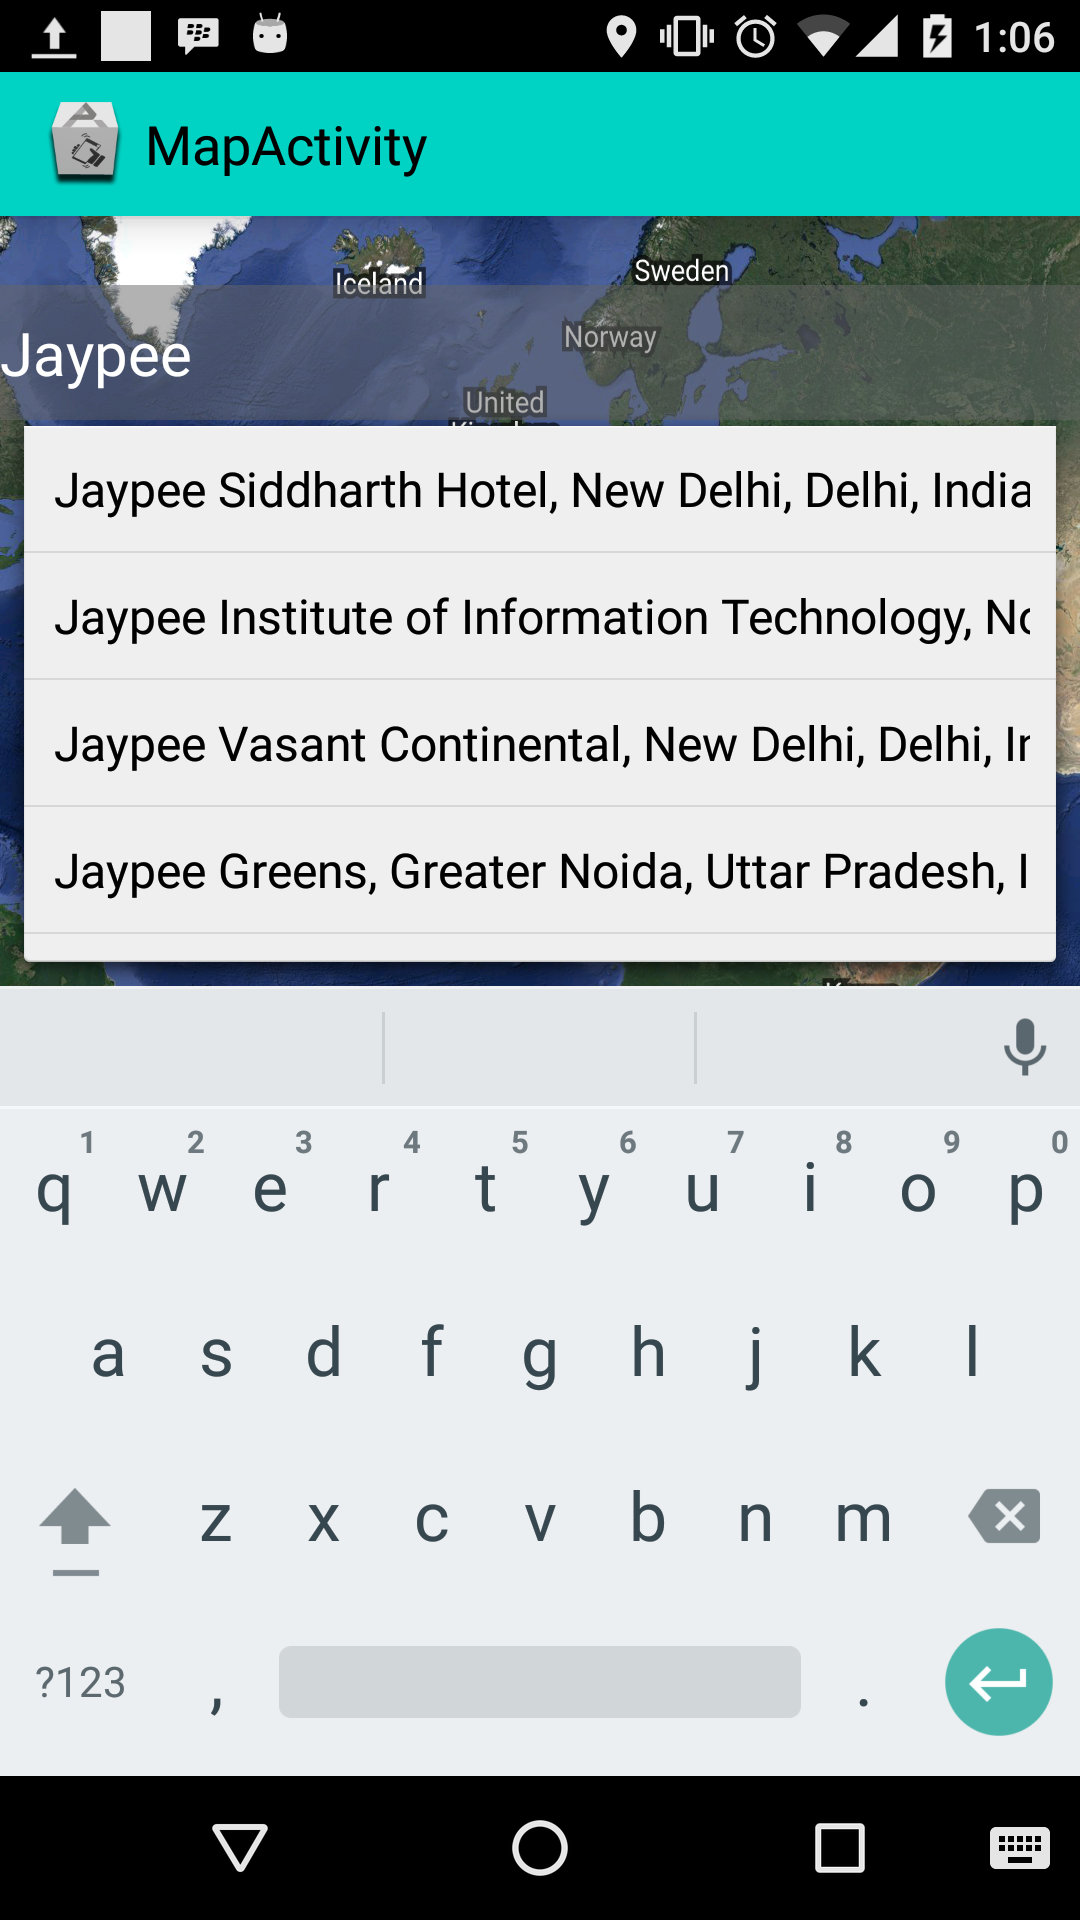 1:06
MapActivity
Iceland
Sweden
Norway
Jaypee
United
Jaypee Siddharth Hotel, New Delhi, Delhi, India
Jaypee Institute of Information Technology, No
Jaypee Vasant Continental, New Delhi, Delhi, In
Jaypee Greens, Greater Noida, Uttar Pradesh, I
1 2 3 4 5 6 7 8 9 0
q w e r t y u i o p
a s d f g h j k l
z x c v b n m
?123 , .